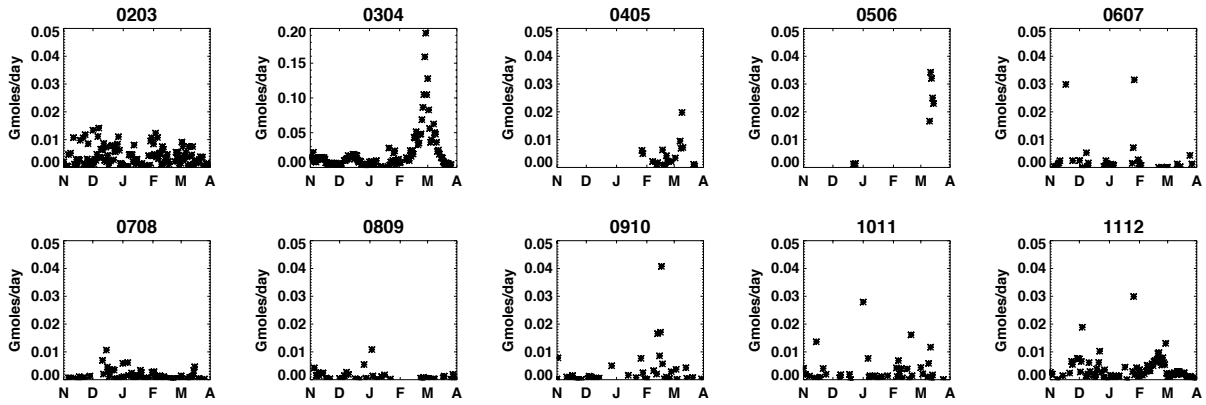 0203 0304 0405 0506 0607
0.05 0.20 0.05 0.05 0.05
0.04 0.15 0.04 0.04 0.04
0.03 0.03 0.03 0.03
Gmoles/day Gmoles/day Gmoles/day Gmoles/day Gmoles/day
0.10
0.02 0.02 0.02 0.02
0.01 0.05 0.01 0.01 0.01
0.00 0.00 0.00 0.00 0.00
N D J F M A N D J F M A N D J F M A N D J F M A N D J F M A
0708 0809 0910 1011 1112
0.05 0.05 0.05 0.05 0.05
0.04 0.04 0.04 0.04 0.04
0.03 0.03 0.03 0.03 0.03
Gmoles/day Gmoles/day Gmoles/day Gmoles/day Gmoles/day
0.02 0.02 0.02 0.02 0.02
0.01 0.01 0.01 0.01 0.01
0.00 0.00 0.00 0.00 0.00
N D J F M A N D J F M A N D J F M A N D J F M A N D J F M A